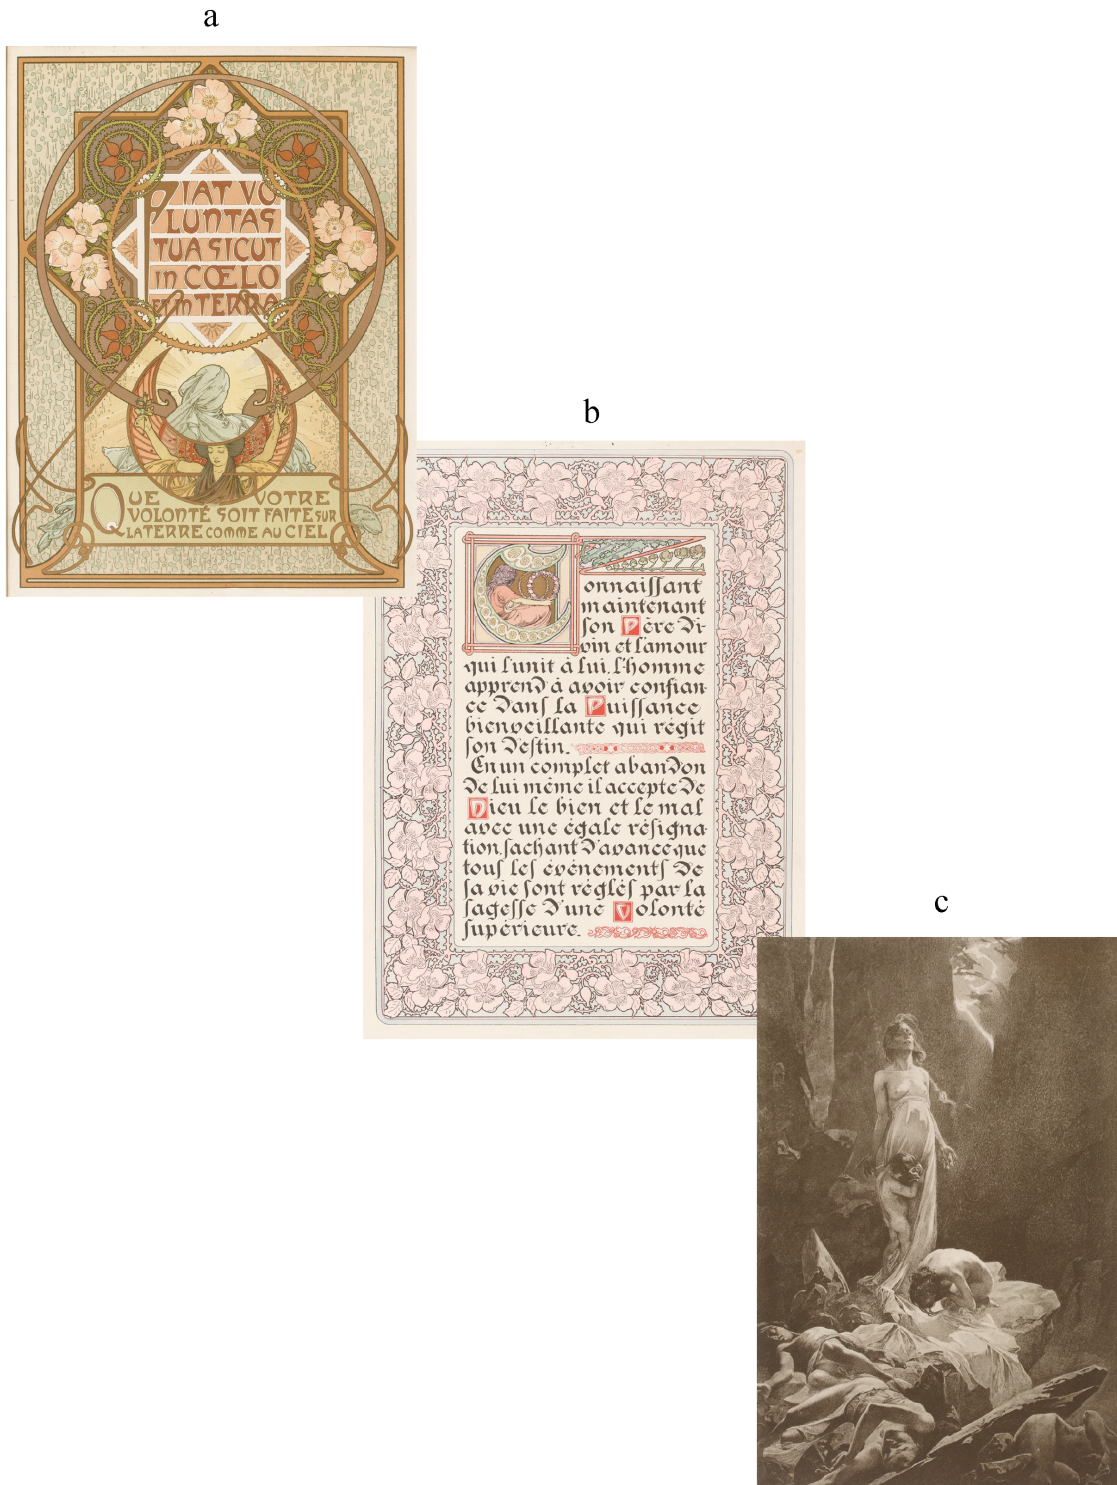 a
FIAT VO
LUNTAS
TUA SICUT
in CŒLO
ET in TERRA
QUE VOTRE
VOLONTÉ SOIT FAITE SUR
LA TERRE COMME AU CIEL
b
Connaissant
maintenant
son Père Di-
vin et l'amour
qui l'unit à lui, l'homme
apprend à avoir confian-
ce dans la Puissance
bienveillante qui régit
son destin.
En un complet abandon
de lui même il accepte de
Dieu le bien et le mal
avec une égale résigna-
tion, sachant d'avance que
tous les événements de
sa vie sont réglés par la
sagesse d'une Volonté
supérieure.
c